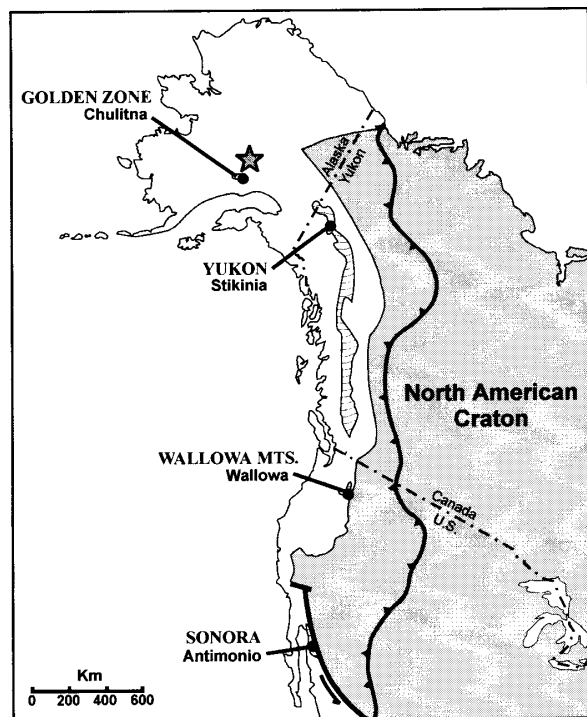 GOLDEN ZONE
Chulitna
Alaska
Yukon
YUKON
Stikinia
North American
Craton
WALLOWA MTS.
Wallowa
Canada
U.S.
SONORA
Antimonio
Km
0 200 400 600